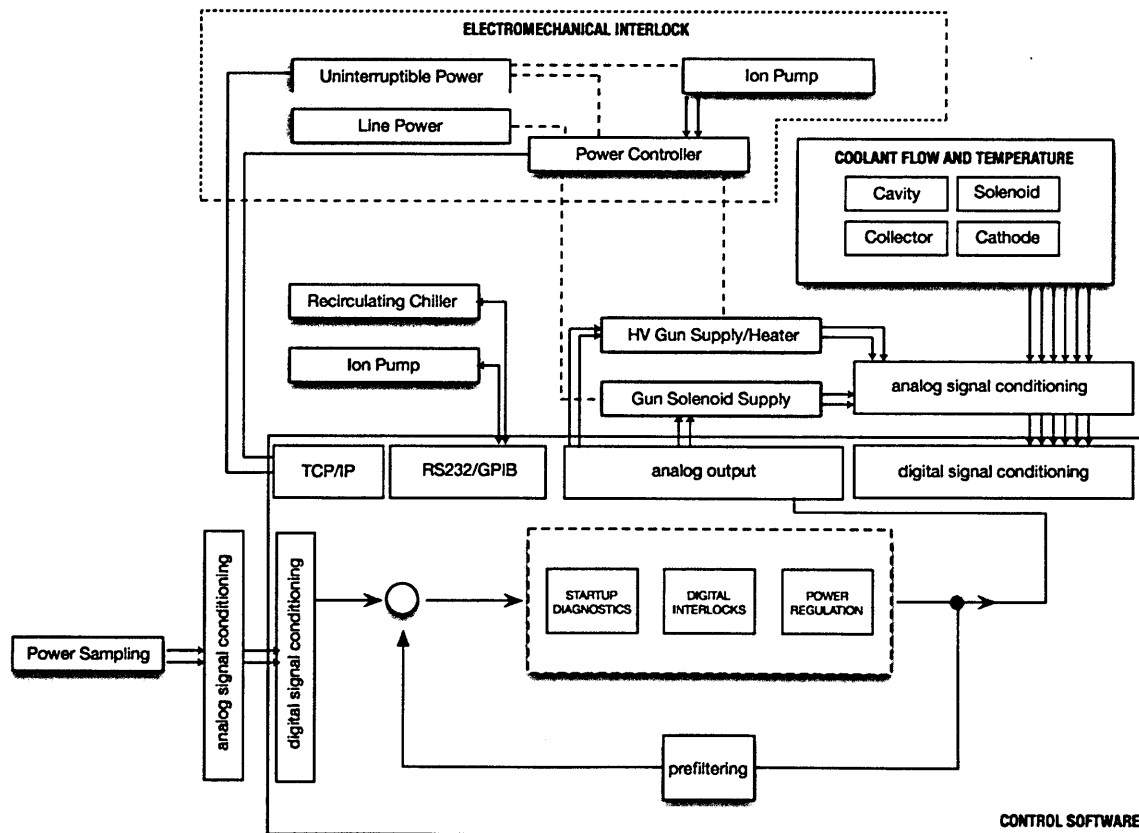 ELECTROMECHANICAL INTERLOCK
Uninterruptible Power
Ion Pump
Line Power
Power Controller
COOLANT FLOW AND TEMPERATURE
Cavity
Solenoid
Collector
Cathode
Recirculating Chiller
HV Gun Supply/Heater
Ion Pump
analog signal conditioning
Gun Solenoid Supply
TCP/IP
RS232/GPIB
analog output
digital signal conditioning
analog signal conditioning
digital signal conditioning
STARTUP
DIAGNOSTICS
DIGITAL
INTERLOCKS
POWER
REGULATION
Power Sampling
prefiltering
CONTROL SOFTWARE